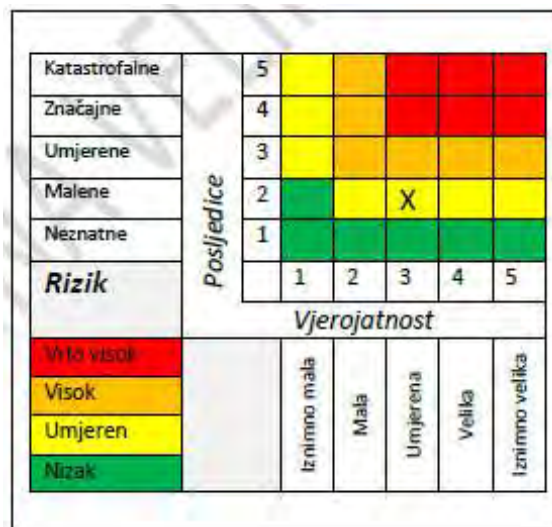 Katastrofalne 5
Značajne 4
Umjerene 3
Malene 2 X
Neznatne 1
Posljedice
Rizik 1 2 3 4 5
Vjerojatnost
Vrlo visok
Visok
Umjeren
Nizak
Iznimno mala
Mala
Umjerena
Velika
Iznimno velika